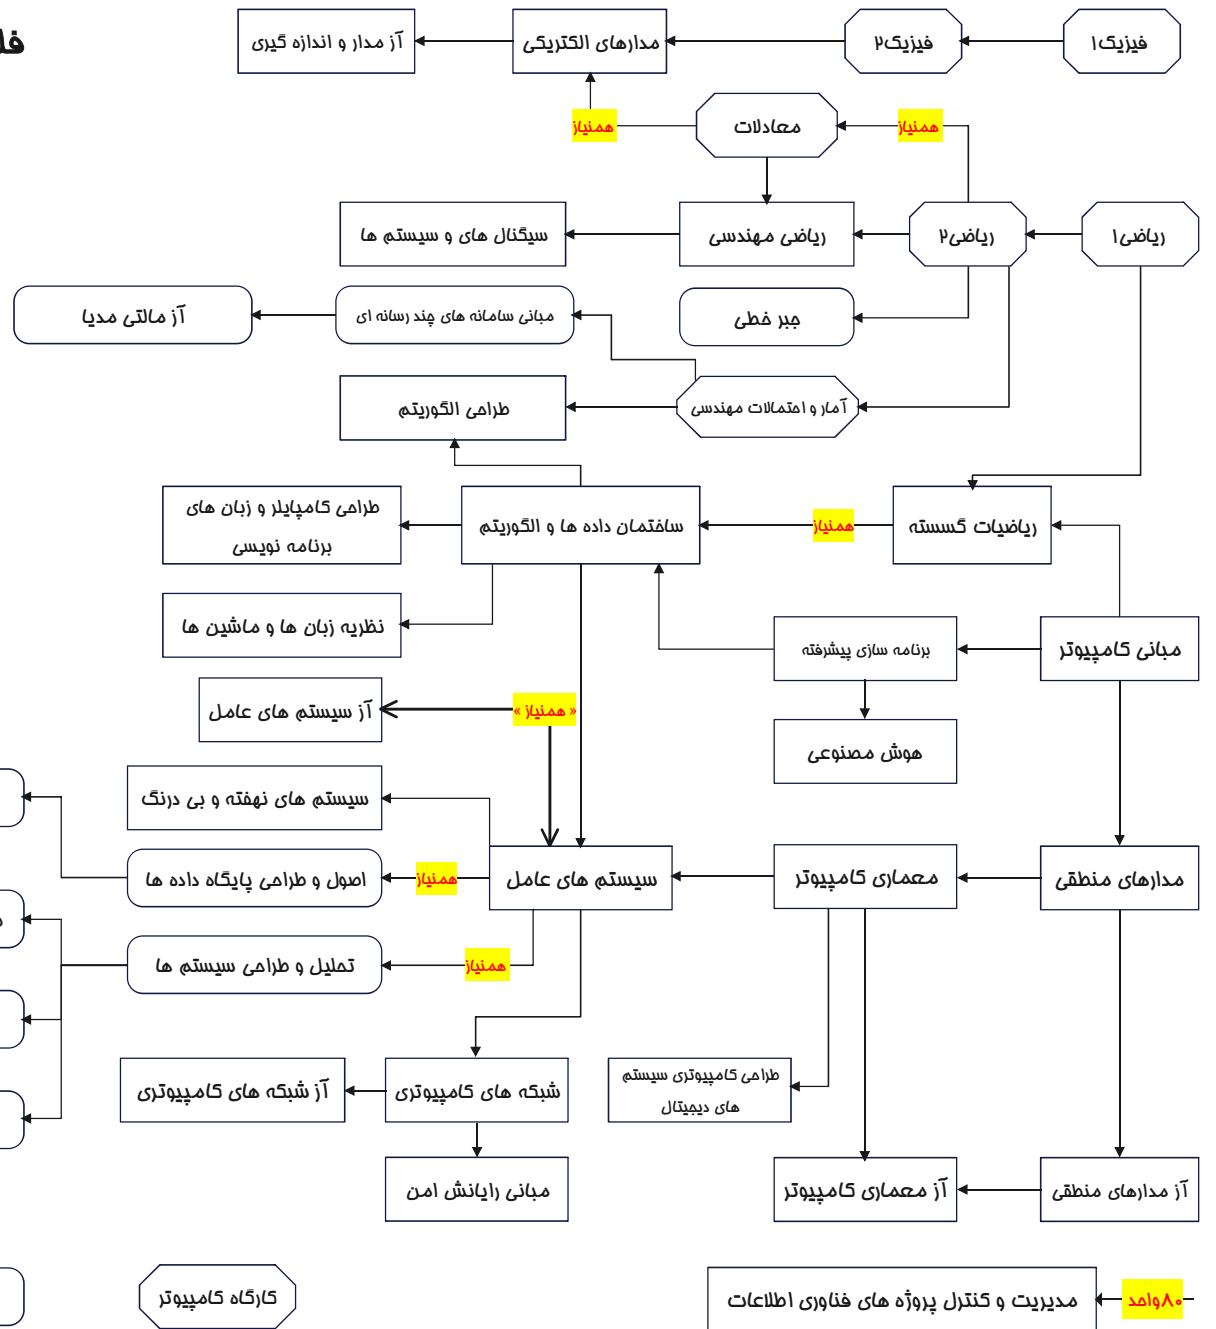 فیزیک۱
فیزیک۲
مدارهای الکتریکی
آز مدار و اندازه گیری
همنیاز
معادلات
همنیاز
ریاضی۱
ریاضی۲
ریاضی مهندسی
سیگنال های و سیستم ها
جبر خطی
مبانی سامانه های چند رسانه ای
آز مالتی مدیا
آمار و احتمالات مهندسی
طراحی الگوریتم
ریاضیات گسسته
همنیاز
ساختمان داده ها و الگوریتم
طراحی کامپایلر و زبان های
برنامه نویسی
نظریه زبان ها و ماشین ها
مبانی کامپیوتر
برنامه سازی پیشرفته
« همنیاز »
آز سیستم های عامل
هوش مصنوعی
سیستم های نهفته و بی درنگ
مدارهای منطقی
معماری کامپیوتر
سیستم های عامل
همنیاز
اصول و طراحی پایگاه داده ها
همنیاز
تحلیل و طراحی سیستم ها
طراحی کامپیوتری سیستم
های دیجیتال
شبکه های کامپیوتری
آز شبکه های کامپیوتری
آز مدارهای منطقی
آز معماری کامپیوتر
مبانی رایانش امن
۸۰واحد
مدیریت و کنترل پروژه های فناوری اطلاعات
کارگاه کامپیوتر